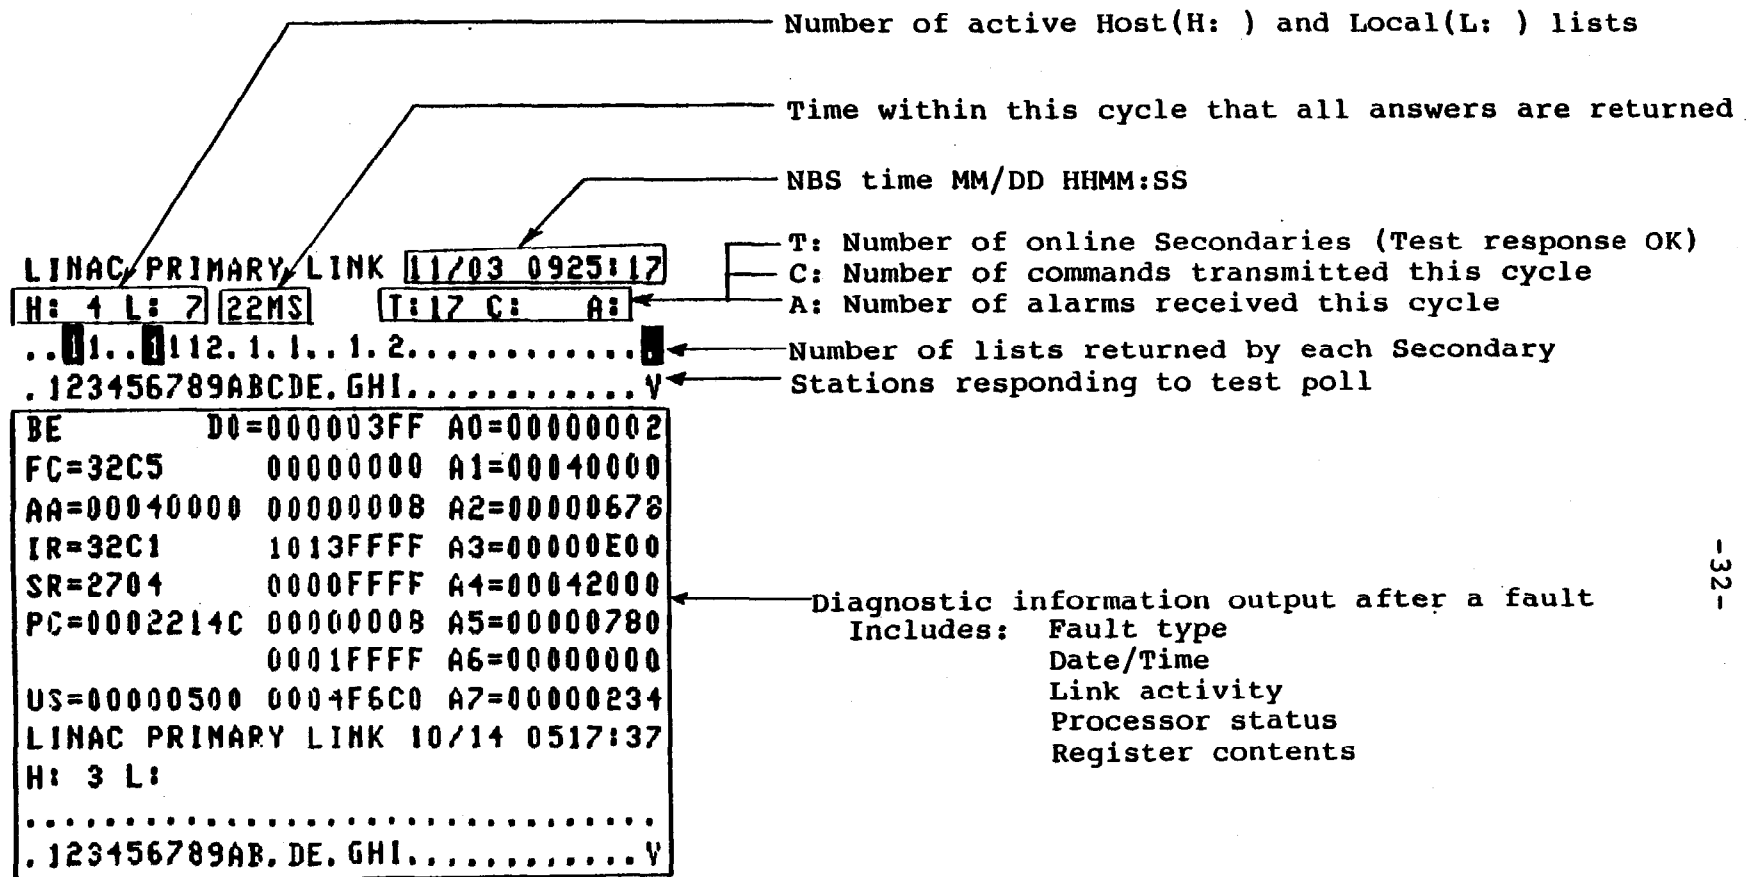 Number of active Host(H: ) and Local(L: ) lists
Time within this cycle that all answers are returned
NBS time MM/DD HHMM:SS
T: Number of online Secondaries (Test response OK)
C: Number of commands transmitted this cycle
A: Number of alarms received this cycle
LINAC PRIMARY LINK 11/03 0925:17
H: 4 L: 7 22MS T:17 C: A:
..11..1112.1.1..1.2.............
Number of lists returned by each Secondary
.123456789ABCDE.GHI............V
Stations responding to test poll
BE D0=000003FF A0=00000002
FC=32C5 00000000 A1=00040000
AA=00040000 00000008 A2=00000678
IR=32C1 1013FFFF A3=00000E00
SR=2704 0000FFFF A4=00042000
PC=0002214C 00000008 A5=00000780
0001FFFF A6=00000000
US=00000500 0004F6C0 A7=00000234
LINAC PRIMARY LINK 10/14 0517:37
H: 3 L:
................................
.123456789AB.DE.GHI............V
Diagnostic information output after a fault
Includes: Fault type
Date/Time
Link activity
Processor status
Register contents
-32-